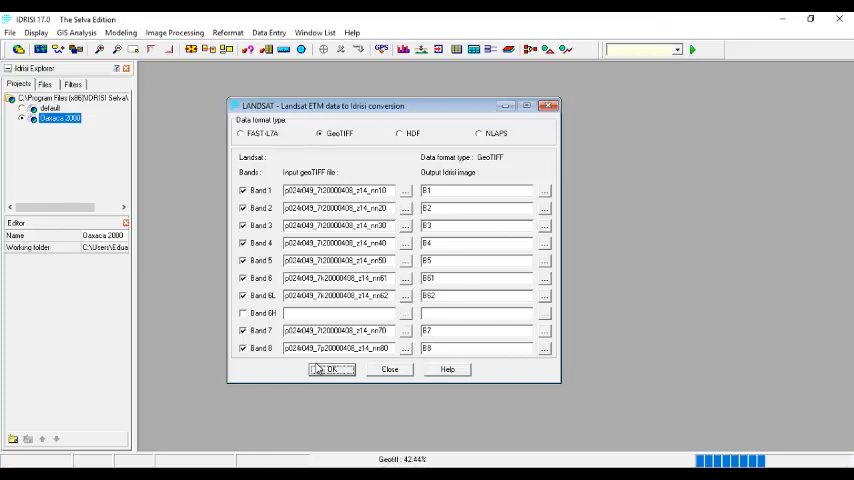 IDRISI 17.0 The Selva Edition
File Display GIS Analysis Modeling Image Processing Reformat Data Entry Window List Help
GPS
Idrisi Explorer
Projects Files Filters
C:\Program Files (x86)\IDRISI Selva\
default
Oaxaca 2000
Editor
Name Oaxaca 2000
Working folder C:\Users\Edua
LANDSAT - Landsat ETM data to Idrisi conversion
Data format type:
FAST-L7A GeoTIFF HDF NLAPS
Landsat : Data format type : GeoTIFF
Bands : Input geoTIFF file : Output Idrisi image :
Band 1 p024r049_7t20000408_z14_nn10 ... B1 ...
Band 2 p024r049_7t20000408_z14_nn20 ... B2 ...
Band 3 p024r049_7t20000408_z14_nn30 ... B3 ...
Band 4 p024r049_7t20000408_z14_nn40 ... B4 ...
Band 5 p024r049_7t20000408_z14_nn50 ... B5 ...
Band 6 p024r049_7k20000408_z14_nn61 ... B61 ...
Band 6L p024r049_7k20000408_z14_nn62 ... B62 ...
Band 6H ... ...
Band 7 p024r049_7t20000408_z14_nn70 ... B7 ...
Band 8 p024r049_7p20000408_z14_nn80 ... B8 ...
OK Close Help
Geotiff : 42.44%